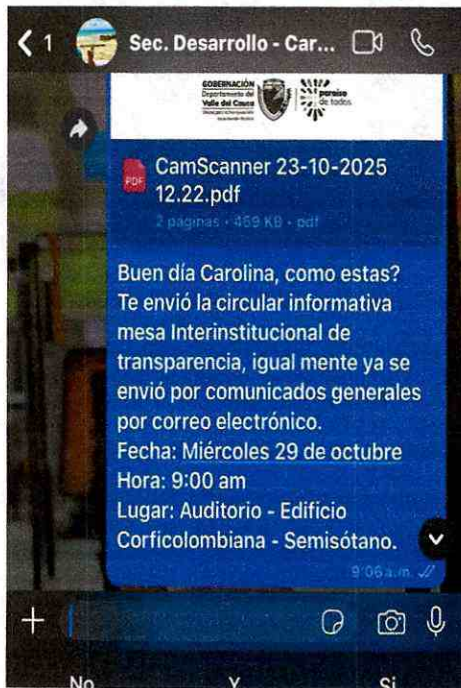 1
Sec. Desarrollo - Car...
GOBERNACIÓN
Departamento del
Valle del Cauca
paraíso
de todos
PDF
CamScanner 23-10-2025
12.22.pdf
2 páginas • 469 KB • pdf
Buen día Carolina, como estas?
Te envió la circular informativa
mesa Interinstitucional de
transparencia, igual mente ya se
envió por comunicados generales
por correo electrónico.
Fecha: Miércoles 29 de octubre
Hora: 9:00 am
Lugar: Auditorio - Edificio
Corficolombiana - Semisótano.
9:06 a.m.
No Y Si